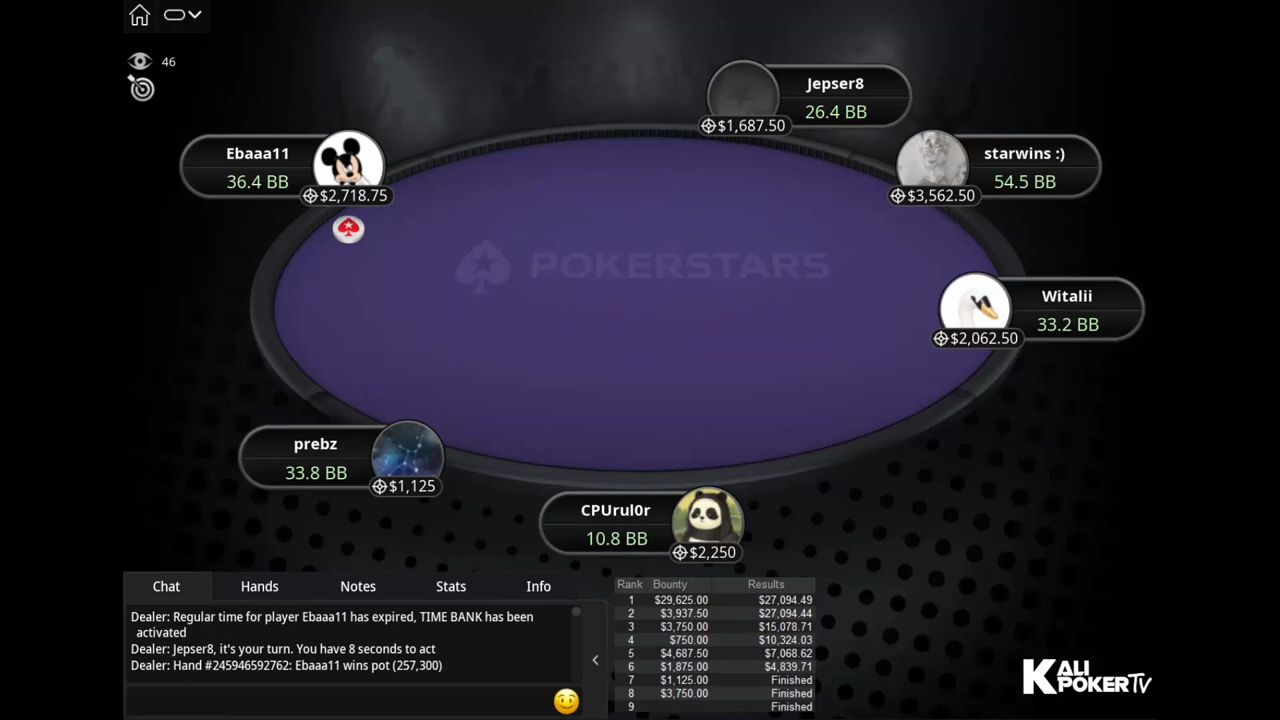 46
Jepser8
26.4 BB
$1,687.50
Ebaaa11
36.4 BB
$2,718.75
starwins :)
54.5 BB
$3,562.50
POKERSTARS
Witalii
33.2 BB
$2,062.50
prebz
33.8 BB
$1,125
CPUrul0r
10.8 BB
$2,250
Chat Hands Notes Stats Info
Dealer: Regular time for player Ebaaa11 has expired, TIME BANK has been
activated
Dealer: Jepser8, it's your turn. You have 8 seconds to act
Dealer: Hand #245946592762: Ebaaa11 wins pot (257,300)
Rank Bounty Results
1 $29,625.00 $27,094.49
2 $3,937.50 $27,094.44
3 $3,750.00 $15,078.71
4 $750.00 $10,324.03
5 $4,687.50 $7,068.62
6 $1,875.00 $4,839.71
7 $1,125.00 Finished
8 $3,750.00 Finished
9 Finished
KALI
POKERTV